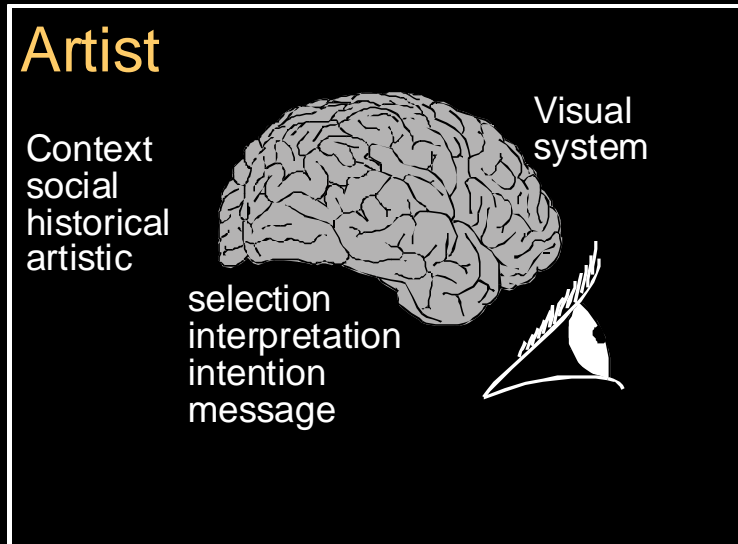 Artist
Context
social
historical
artistic
Visual
system
selection
interpretation
intention
message